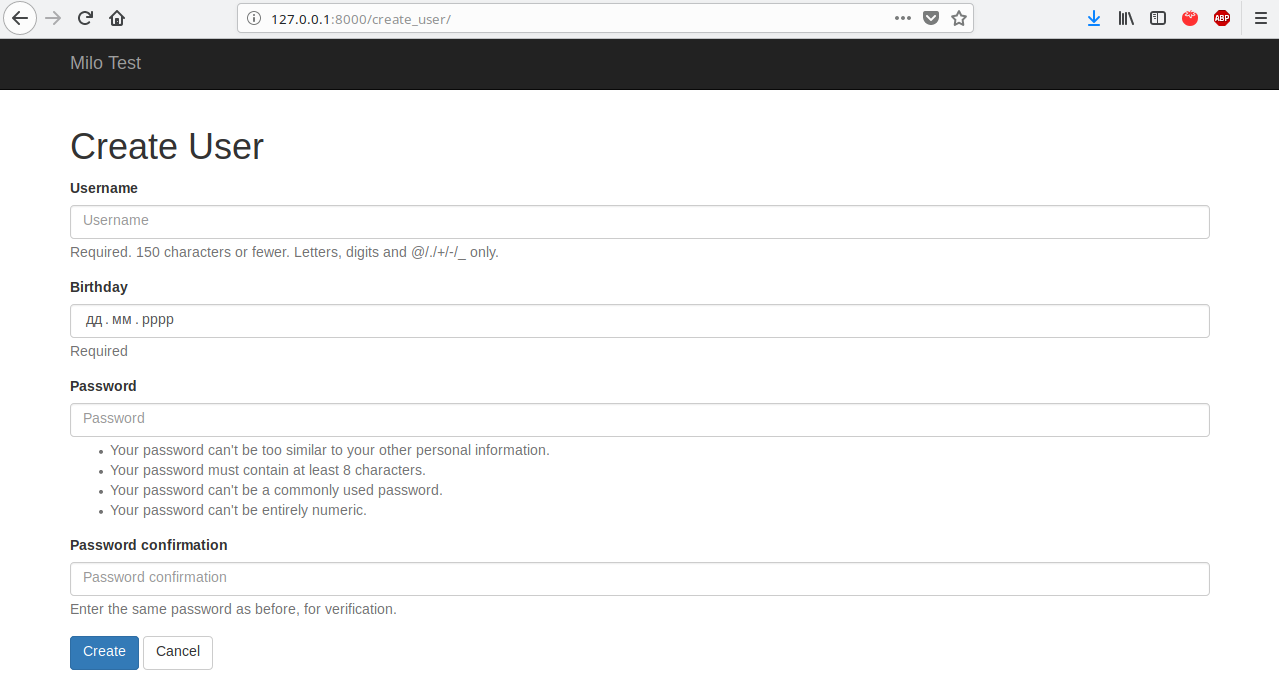 127.0.0.1:8000/create_user/
ABP
Milo Test
Create User
Username
Username
Required. 150 characters or fewer. Letters, digits and @/./+/-/_ only.
Birthday
дд . мм . рррр
Required
Password
Password
• Your password can't be too similar to your other personal information.
• Your password must contain at least 8 characters.
• Your password can't be a commonly used password.
• Your password can't be entirely numeric.
Password confirmation
Password confirmation
Enter the same password as before, for verification.
Create Cancel